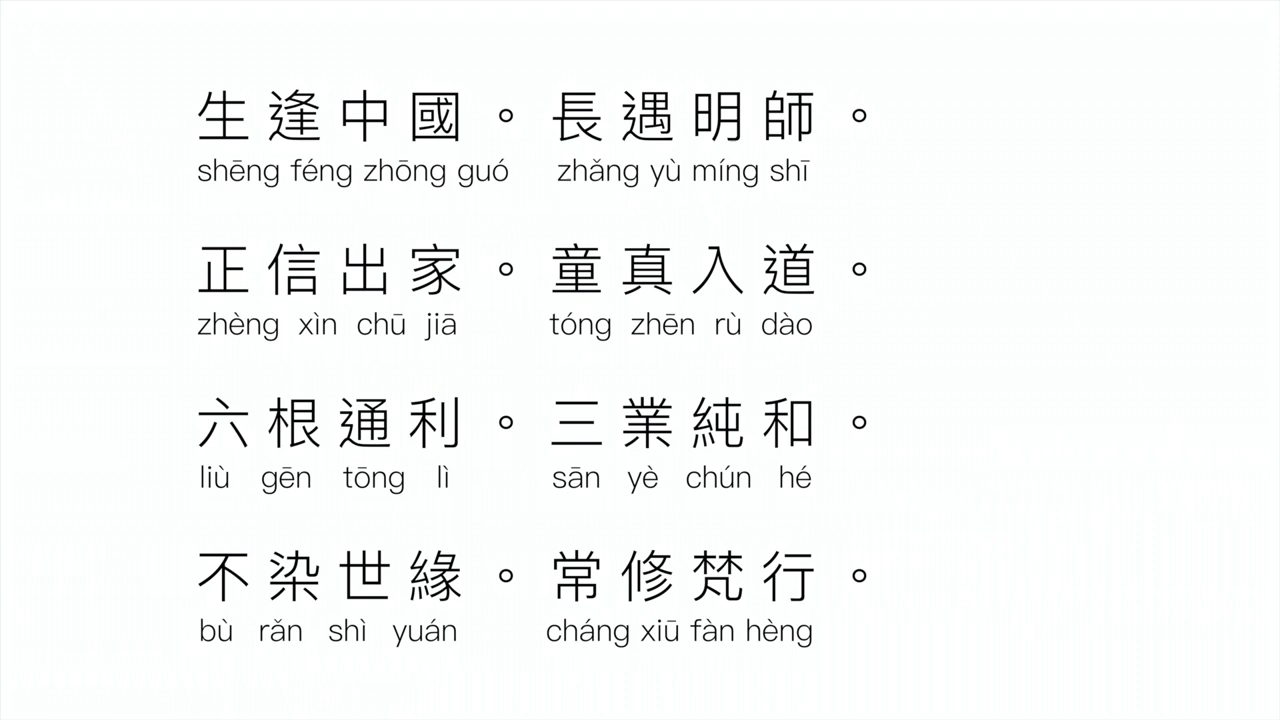 生逢中國。長遇明師。
shēng féng zhōng guó zhǎng yù míng shī
正信出家。童真入道。
zhèng xìn chū jiā tóng zhēn rù dào
六根通利。三業純和。
liù gēn tōng lì sān yè chún hé
不染世緣。常修梵行。
bù rǎn shì yuán cháng xiū fàn hèng